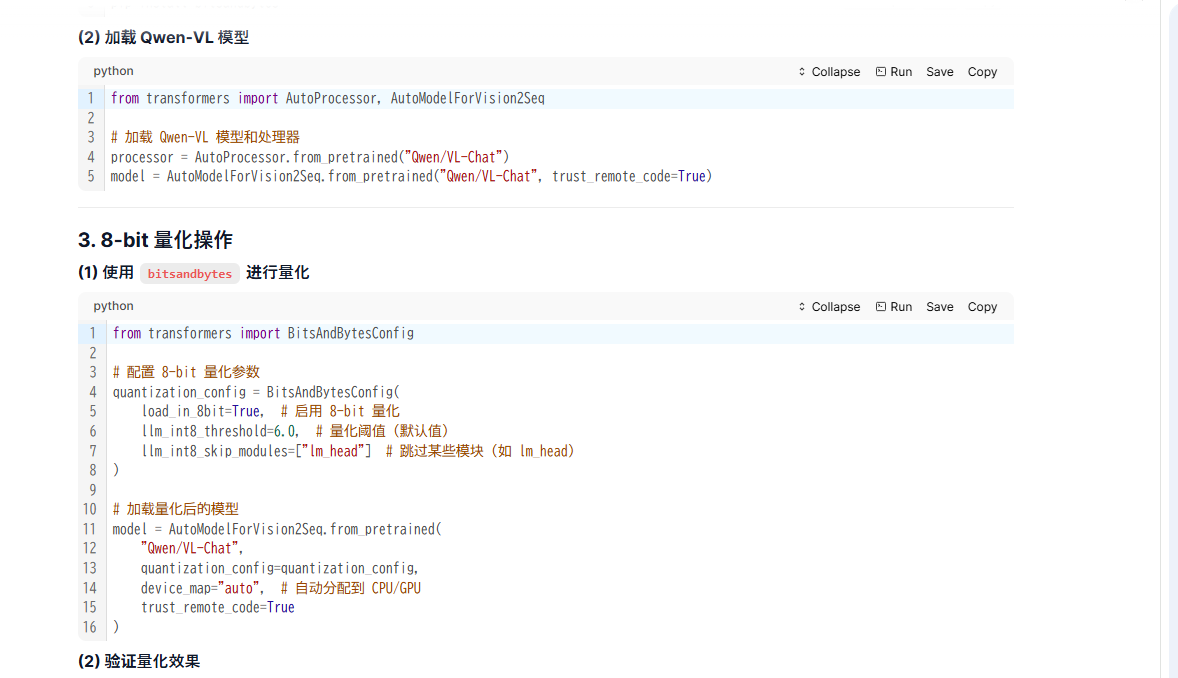 (2) 加载 Qwen-VL 模型
python
Collapse Run Save Copy
1 from transformers import AutoProcessor, AutoModelForVision2Seq
2
3 # 加载 Qwen-VL 模型和处理器
4 processor = AutoProcessor.from_pretrained("Qwen/VL-Chat")
5 model = AutoModelForVision2Seq.from_pretrained("Qwen/VL-Chat", trust_remote_code=True)
3. 8-bit 量化操作
(1) 使用 bitsandbytes 进行量化
python
Collapse Run Save Copy
1 from transformers import BitsAndBytesConfig
2
3 # 配置 8-bit 量化参数
4 quantization_config = BitsAndBytesConfig(
5     load_in_8bit=True,  # 启用 8-bit 量化
6     llm_int8_threshold=6.0,  # 量化阈值（默认值）
7     llm_int8_skip_modules=["lm_head"]  # 跳过某些模块（如 lm_head）
8 )
9
10 # 加载量化后的模型
11 model = AutoModelForVision2Seq.from_pretrained(
12     "Qwen/VL-Chat",
13     quantization_config=quantization_config,
14     device_map="auto",  # 自动分配到 CPU/GPU
15     trust_remote_code=True
16 )
(2) 验证量化效果